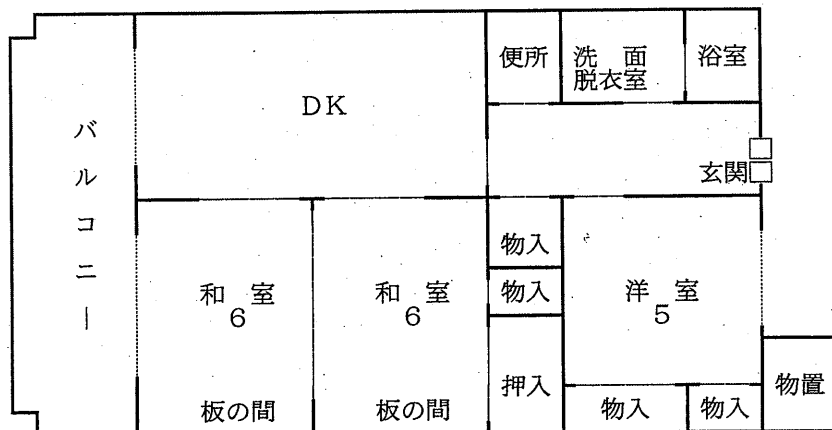 便所
洗面
脱衣室
浴室
DK
バルコニー
玄関
物入
物入
和室
6
和室
6
洋室
5
押入
板の間
板の間
物入
物入
物置